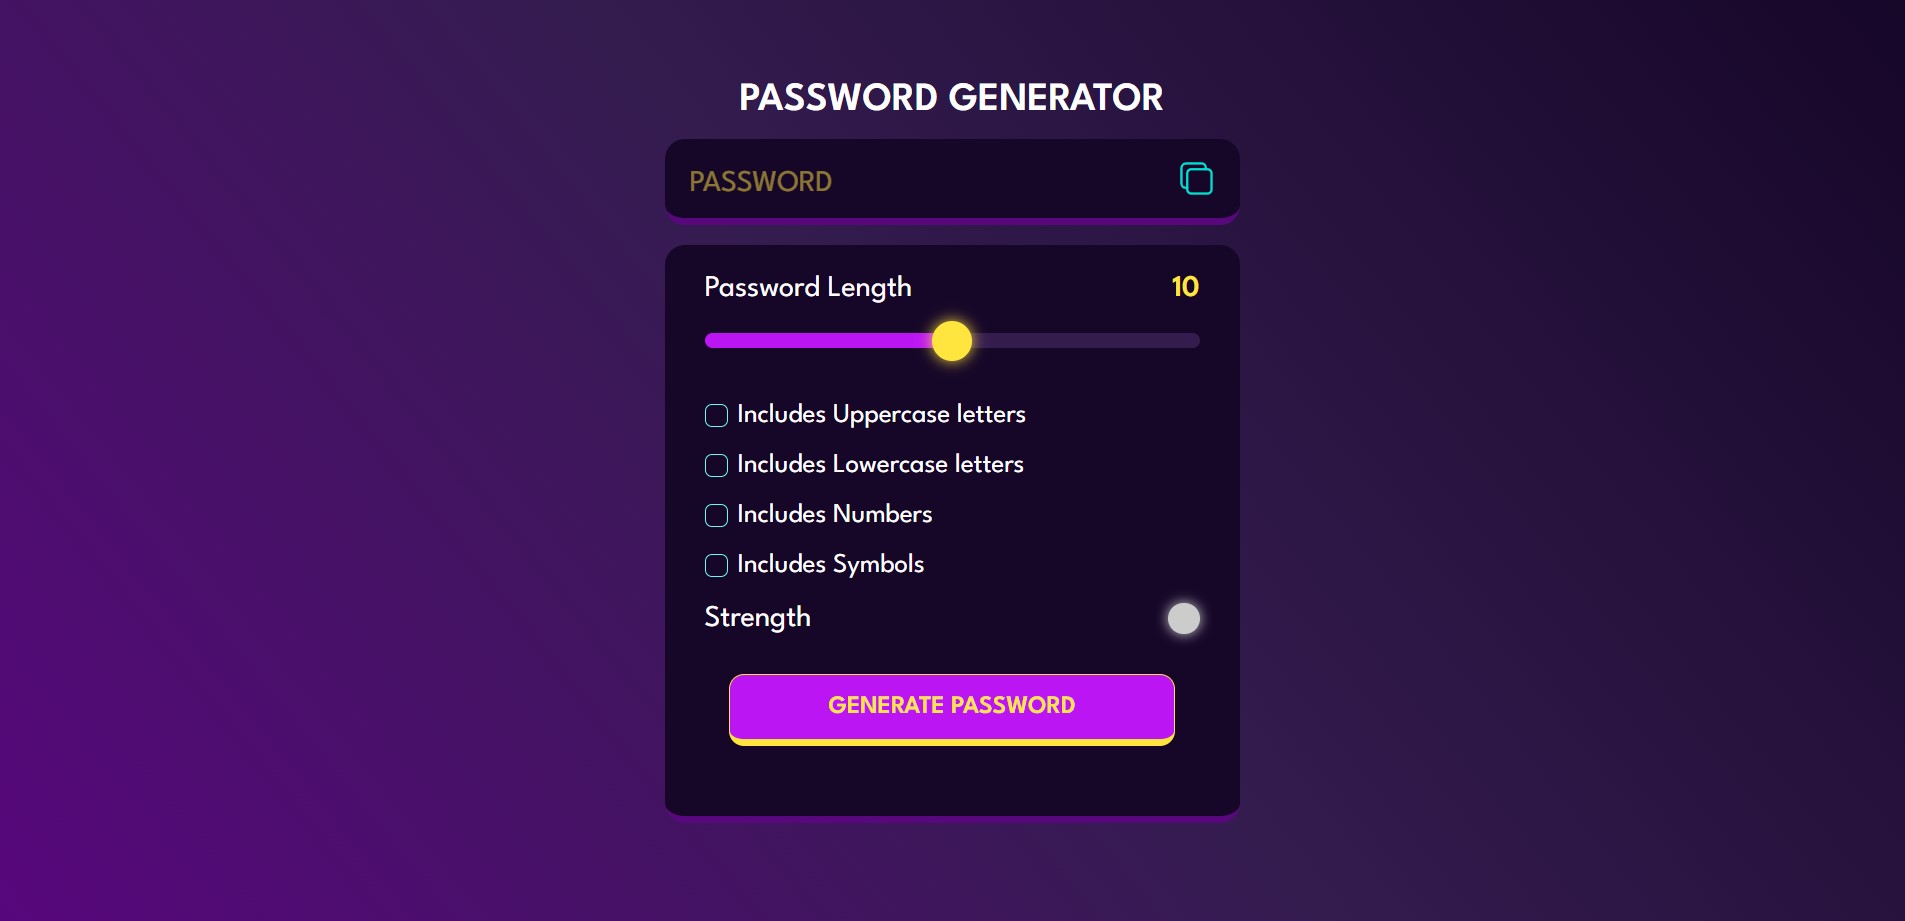 PASSWORD GENERATOR
PASSWORD
Password Length 10
Includes Uppercase letters
Includes Lowercase letters
Includes Numbers
Includes Symbols
Strength
GENERATE PASSWORD